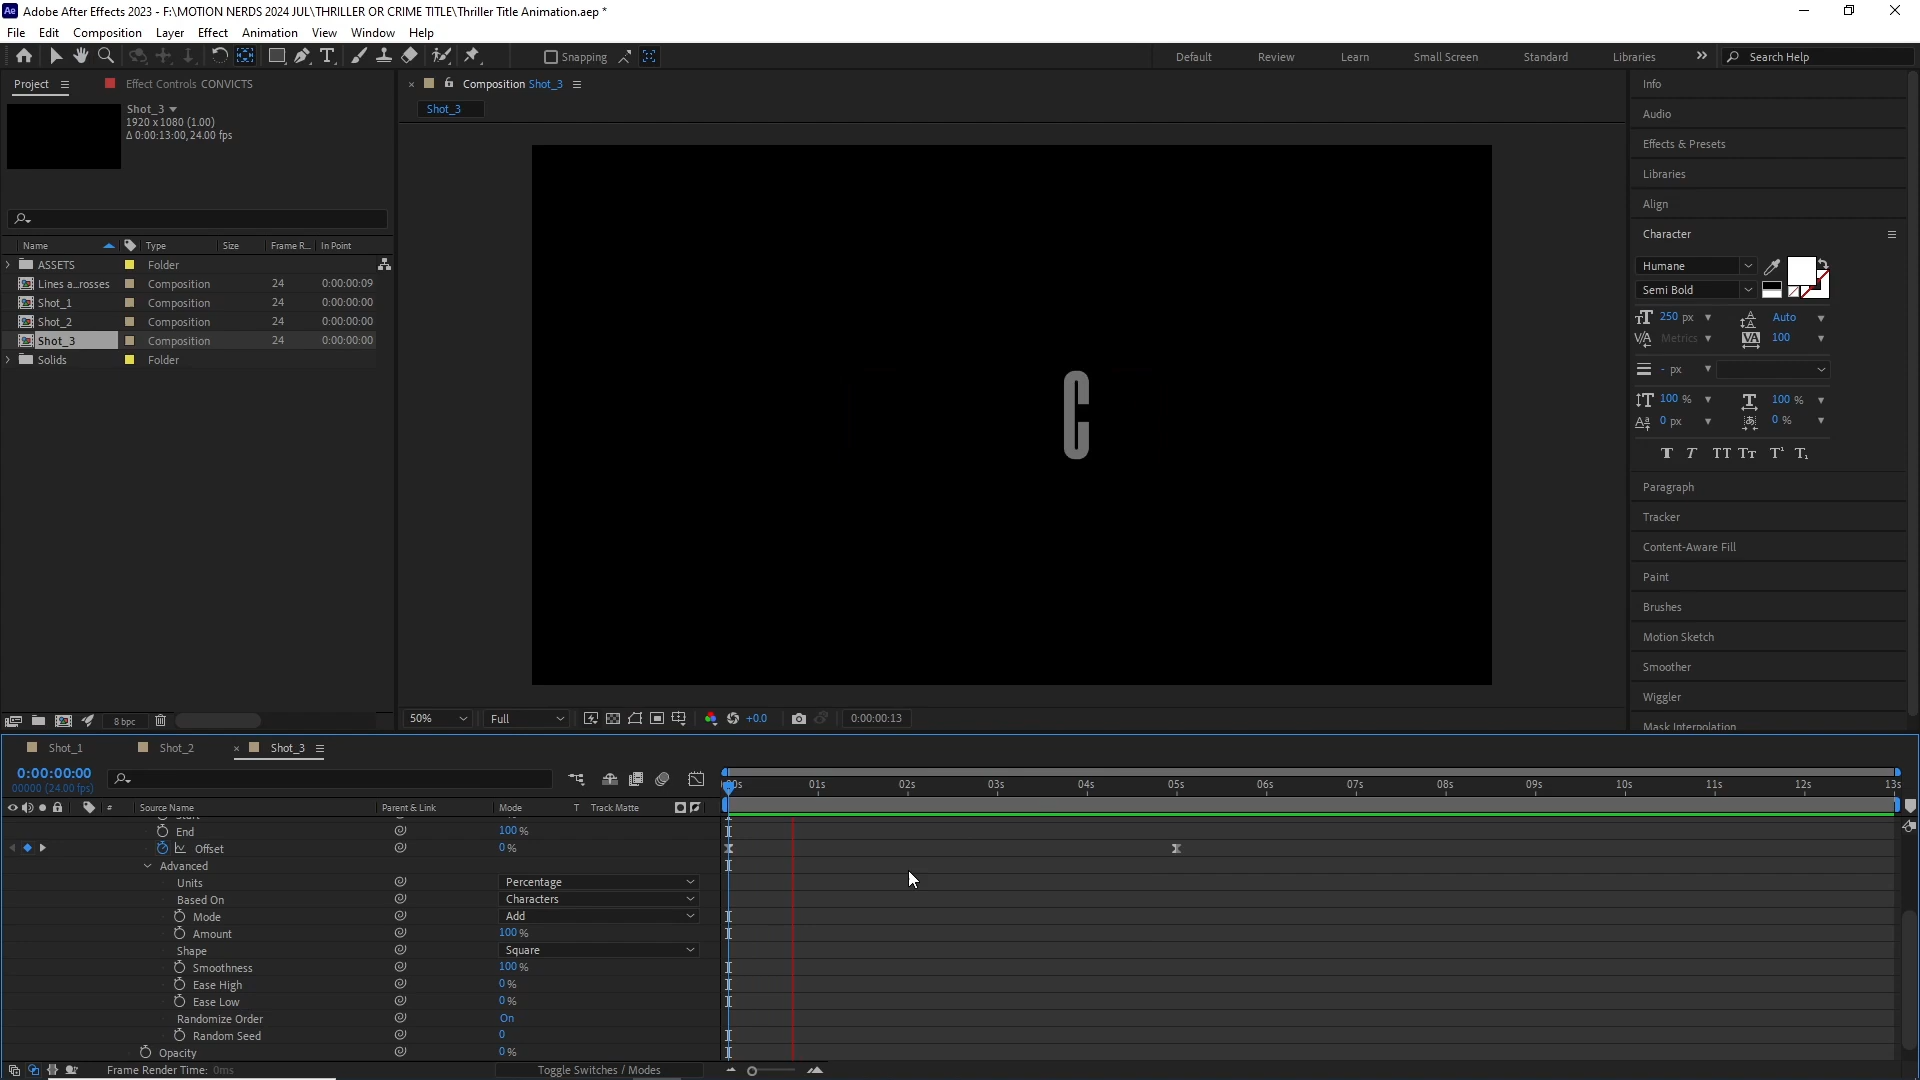 Adobe After Effects 2023 - F:\MOTION NERDS 2024 JUL\THRILLER OR CRIME TITLE\Thriller Title Animation.aep *
File Edit Composition Layer Effect Animation View Window Help
Snapping Default Review Learn Small Screen Standard Libraries Search Help
Project Effect Controls CONVICTS
Shot_3
1920 x 1080 (1.00)
Δ 0:00:13:00, 24.00 fps
Name Type Size Frame R... In Point
ASSETS Folder
Lines a...rosses Composition 24 0:00:00:09
Shot_1 Composition 24 0:00:00:00
Shot_2 Composition 24 0:00:00:00
Shot_3 Composition 24 0:00:00:00
Solids Folder
8 bpc
Composition Shot_3
Shot_3
C
50% Full +0.0 0:00:00:13
Info
Audio
Effects & Presets
Libraries
Align
Character
Humane
Semi Bold
250 px Auto
Metrics 100
- px
100 % 100 %
0 px 0 %
T T TT Tт T¹ T₁
Paragraph
Tracker
Content-Aware Fill
Paint
Brushes
Motion Sketch
Smoother
Wiggler
Mask Interpolation
Shot_1 Shot_2 Shot_3
0:00:00:00
00000 (24.00 fps)
01s 02s 03s 04s 05s 06s 07s 08s 09s 10s 11s 12s 13s
# Source Name Parent & Link Mode T Track Matte
End 100 %
Offset 0 %
Advanced
Units Percentage
Based On Characters
Mode Add
Amount 100 %
Shape Square
Smoothness 100 %
Ease High 0 %
Ease Low 0 %
Randomize Order On
Random Seed 0
Opacity 0 %
Frame Render Time: 0ms Toggle Switches / Modes